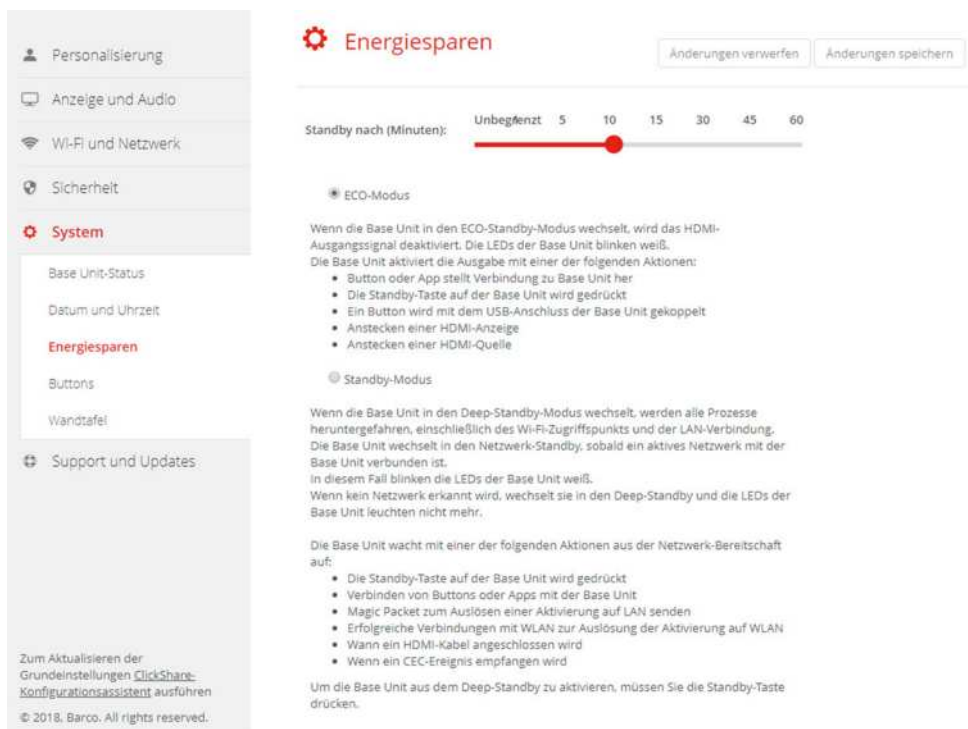 Personalisierung
Anzeige und Audio
Wi-Fi und Netzwerk
Sicherheit
System
Base Unit-Status
Datum und Uhrzeit
Energiesparen
Buttons
Wandtafel
Support und Updates
Zum Aktualisieren der
Grundeinstellungen ClickShare-
Konfigurationsassistent ausführen
© 2018, Barco. All rights reserved.
Energiesparen
Änderungen verwerfen
Änderungen speichern
Standby nach (Minuten):
Unbegrenzt 5 10 15 30 45 60
ECO-Modus
Wenn die Base Unit in den ECO-Standby-Modus wechselt, wird das HDMI-
Ausgangssignal deaktiviert. Die LEDs der Base Unit blinken weiß.
Die Base Unit aktiviert die Ausgabe mit einer der folgenden Aktionen:
• Button oder App stellt Verbindung zu Base Unit her
• Die Standby-Taste auf der Base Unit wird gedrückt
• Ein Button wird mit dem USB-Anschluss der Base Unit gekoppelt
• Anstecken einer HDMI-Anzeige
• Anstecken einer HDMI-Quelle
Standby-Modus
Wenn die Base Unit in den Deep-Standby-Modus wechselt, werden alle Prozesse
heruntergefahren, einschließlich des Wi-Fi-Zugriffspunkts und der LAN-Verbindung.
Die Base Unit wechselt in den Netzwerk-Standby, sobald ein aktives Netzwerk mit der
Base Unit verbunden ist.
In diesem Fall blinken die LEDs der Base Unit weiß.
Wenn kein Netzwerk erkannt wird, wechselt sie in den Deep-Standby und die LEDs der
Base Unit leuchten nicht mehr.
Die Base Unit wacht mit einer der folgenden Aktionen aus der Netzwerk-Bereitschaft
auf:
• Die Standby-Taste auf der Base Unit wird gedrückt
• Verbinden von Buttons oder Apps mit der Base Unit
• Magic Packet zum Auslösen einer Aktivierung auf LAN senden
• Erfolgreiche Verbindungen mit WLAN zur Auslösung der Aktivierung auf WLAN
• Wann ein HDMI-Kabel angeschlossen wird
• Wenn ein CEC-Ereignis empfangen wird
Um die Base Unit aus dem Deep-Standby zu aktivieren, müssen Sie die Standby-Taste
drücken.